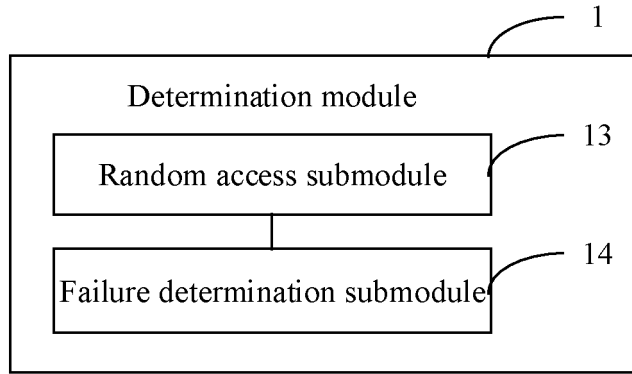 1
Determination module
13
Random access submodule
14
Failure determination submodule